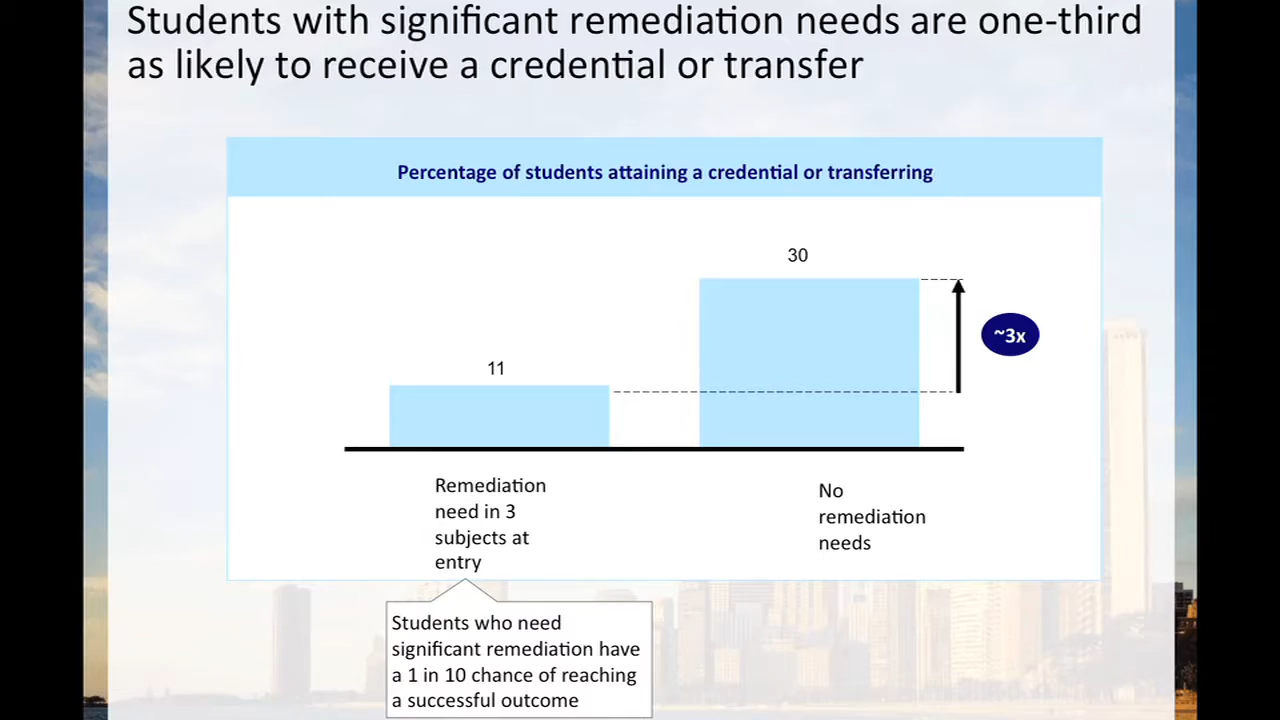 Students with significant remediation needs are one-third
as likely to receive a credential or transfer
Percentage of students attaining a credential or transferring
30
~3x
11
Remediation
need in 3
subjects at
entry
No
remediation
needs
Students who need
significant remediation have
a 1 in 10 chance of reaching
a successful outcome